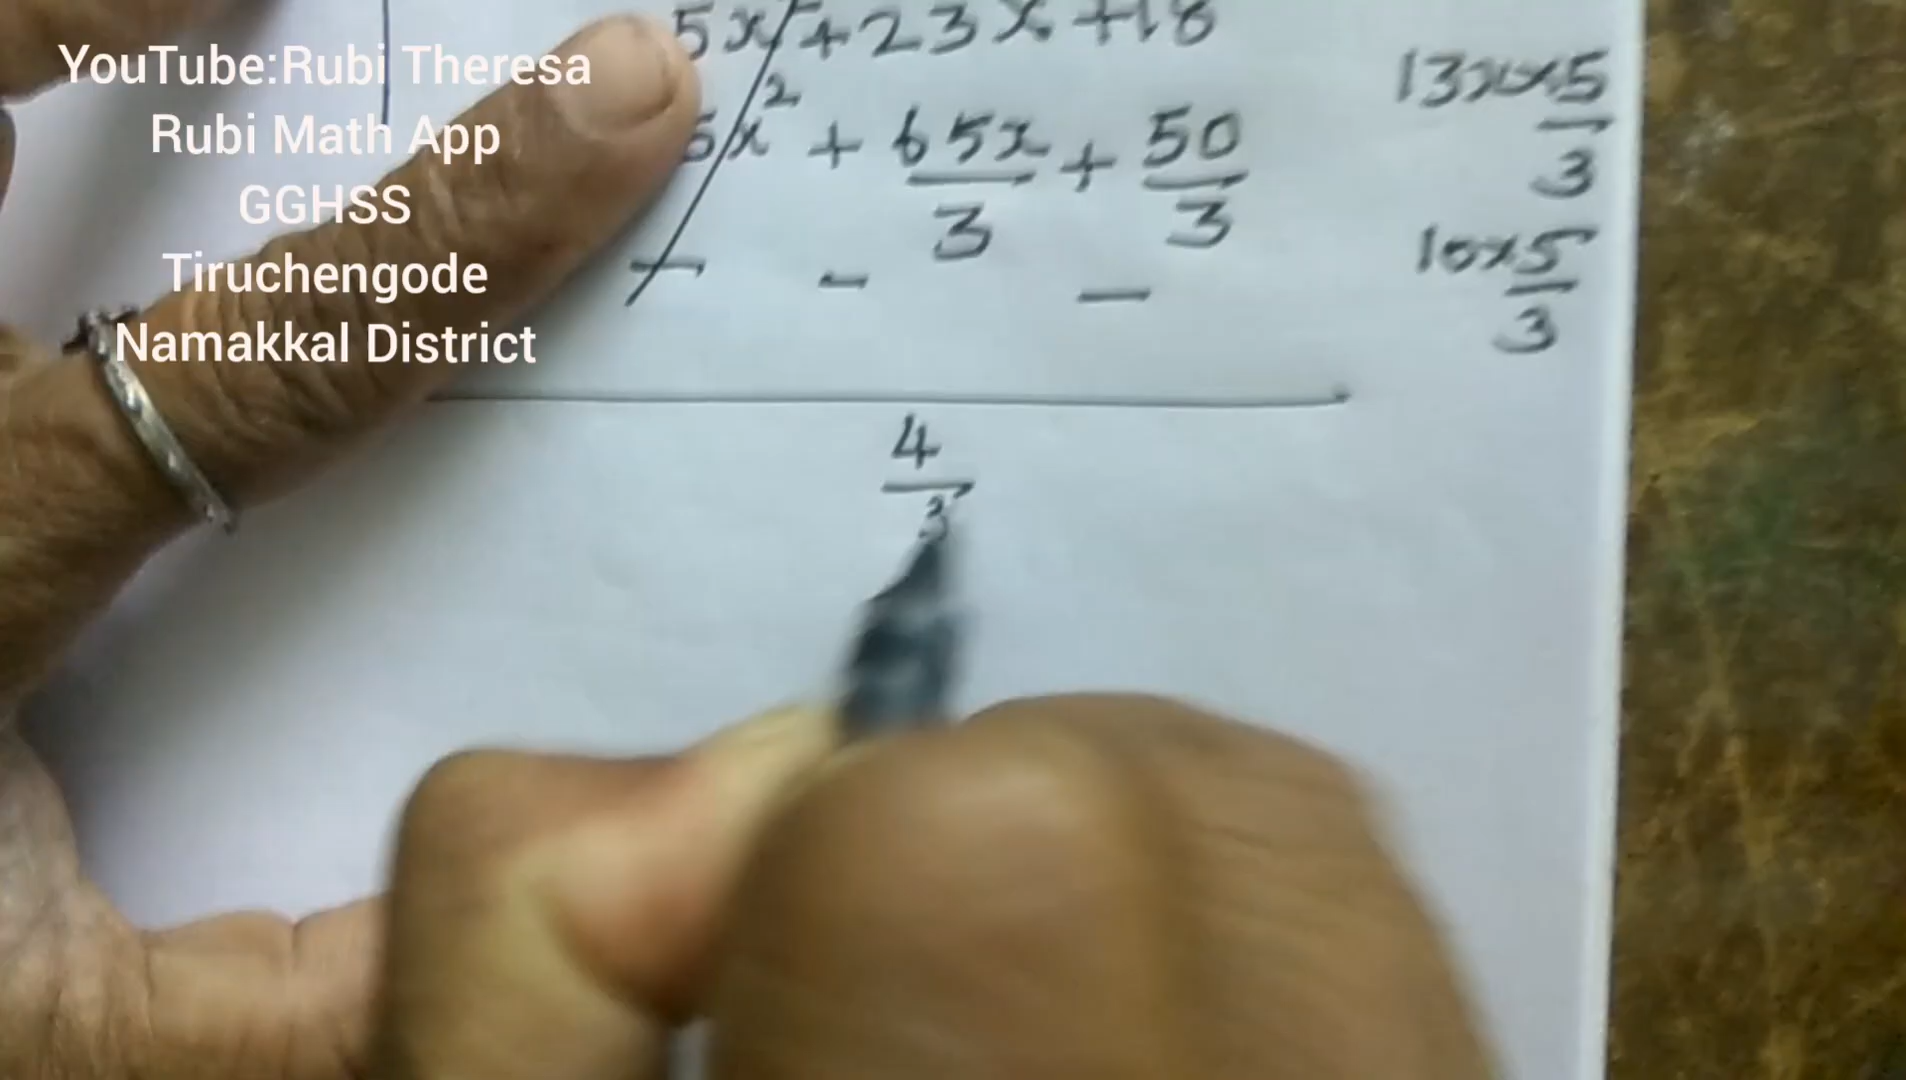 5x² + 23x + 18
YouTube:Rubi Theresa
Rubi Math App
GGHSS
Tiruchengode
Namakkal District
5x² + 65x/3 + 50/3
- - -
4/3
13x × 5/3
10 × 5/3